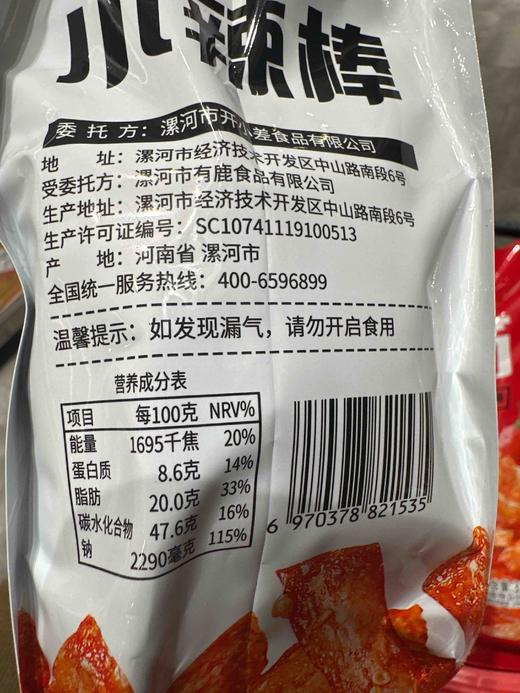 小辣棒
委托方：漯河市开小差食品有限公司
地 址：漯河市经济技术开发区中山路南段6号
受委托方：漯河市有鹿食品有限公司
生产地址：漯河市经济技术开发区中山路南段6号
生产许可证编号：SC10741119100513
产 地：河南省 漯河市
全国统一服务热线：400-6596899
温馨提示：如发现漏气，请勿开启食用
营养成分表
项目 每100克 NRV%
能量 1695千焦 20%
蛋白质 8.6克 14%
脂肪 20.0克 33%
碳水化合物 47.6克 16%
钠 2290毫克 115%
6 970378 821535